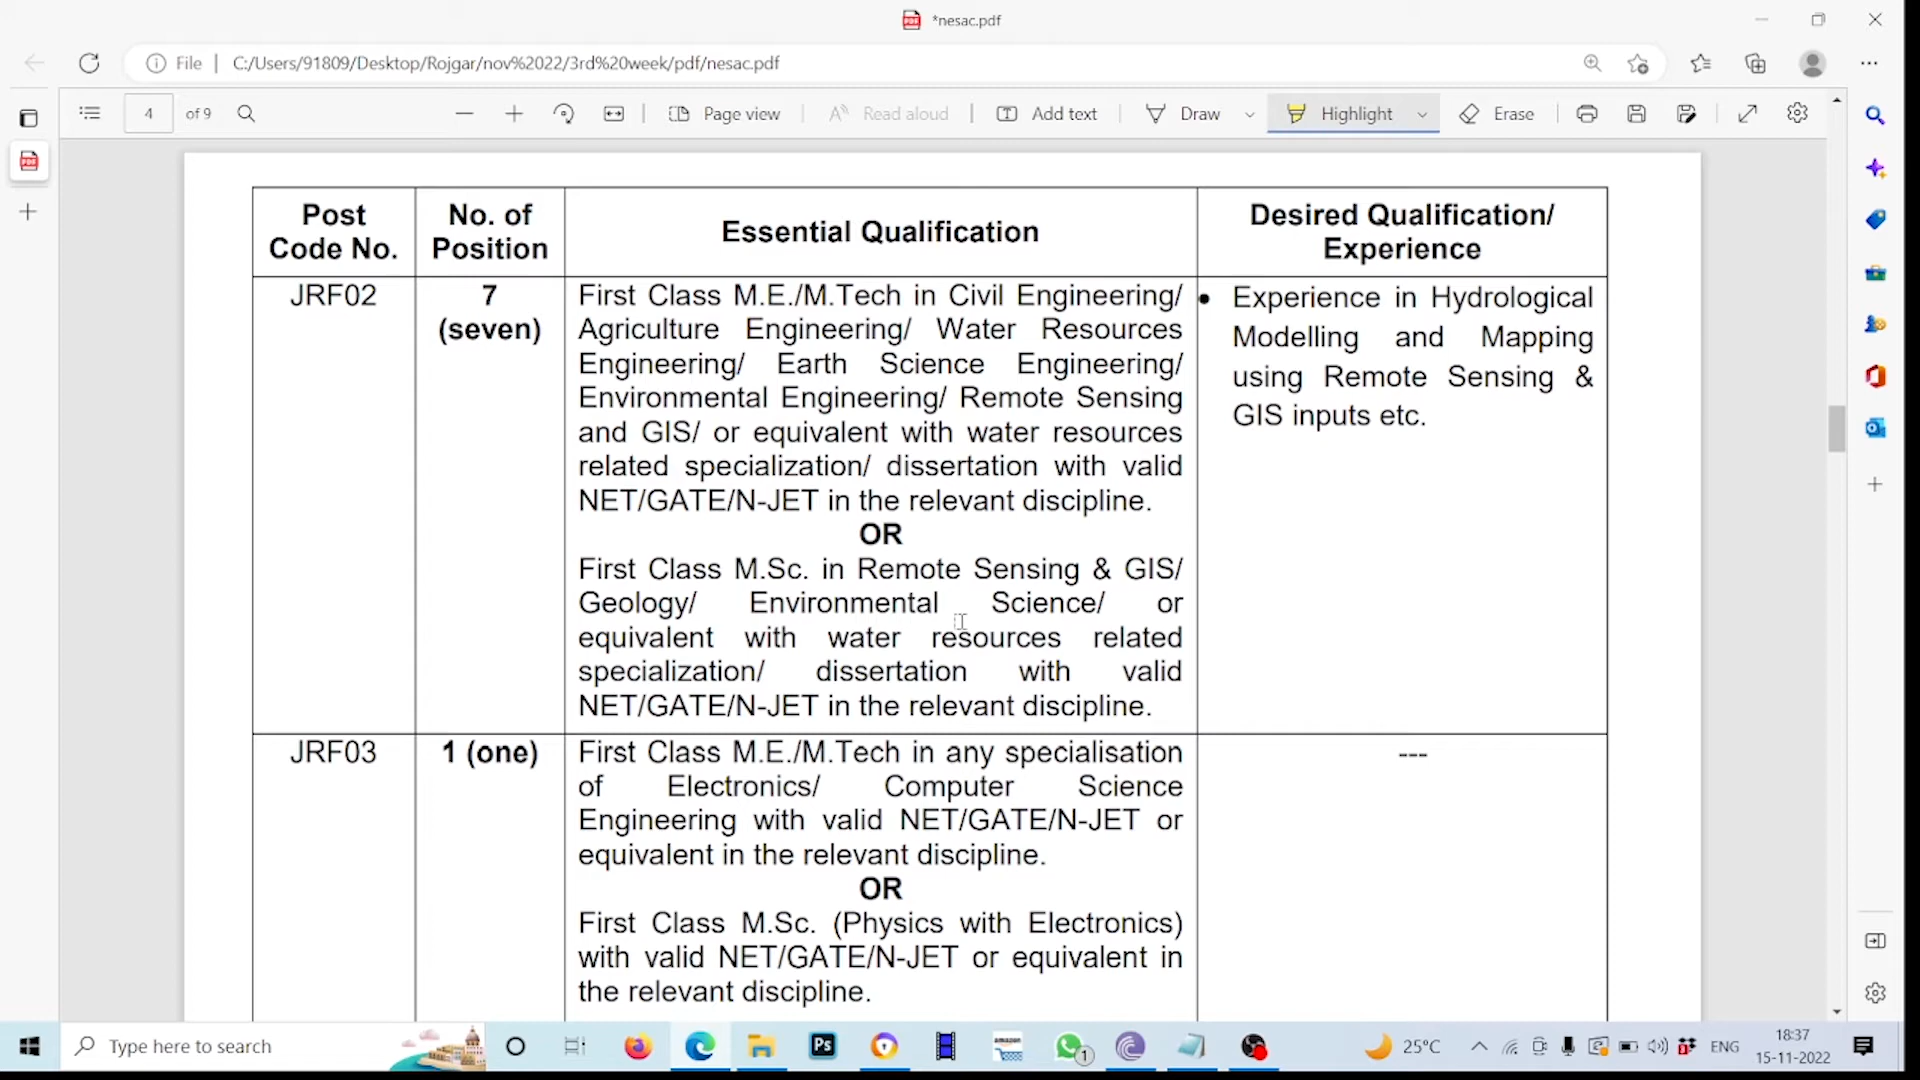 *nesac.pdf
File
C:/Users/91809/Desktop/Rojgar/nov%2022/3rd%20week/pdf/nesac.pdf
4 of 9
Page view
Read aloud
Add text
Draw
Highlight
Erase
Post Code No.
No. of Position
Essential Qualification
Desired Qualification/ Experience
JRF02
7
(seven)
First Class M.E./M.Tech in Civil Engineering/
Agriculture Engineering/ Water Resources
Engineering/ Earth Science Engineering/
Environmental Engineering/ Remote Sensing
and GIS/ or equivalent with water resources
related specialization/ dissertation with valid
NET/GATE/N-JET in the relevant discipline.
OR
First Class M.Sc. in Remote Sensing & GIS/
Geology/ Environmental Science/ or
equivalent with water resources related
specialization/ dissertation with valid
NET/GATE/N-JET in the relevant discipline.
• Experience in Hydrological
Modelling and Mapping
using Remote Sensing &
GIS inputs etc.
JRF03
1 (one)
First Class M.E./M.Tech in any specialisation
of Electronics/ Computer Science
Engineering with valid NET/GATE/N-JET or
equivalent in the relevant discipline.
OR
First Class M.Sc. (Physics with Electronics)
with valid NET/GATE/N-JET or equivalent in
the relevant discipline.
---
Type here to search
Ps
amazon
1
25°C
ENG
18:37
15-11-2022